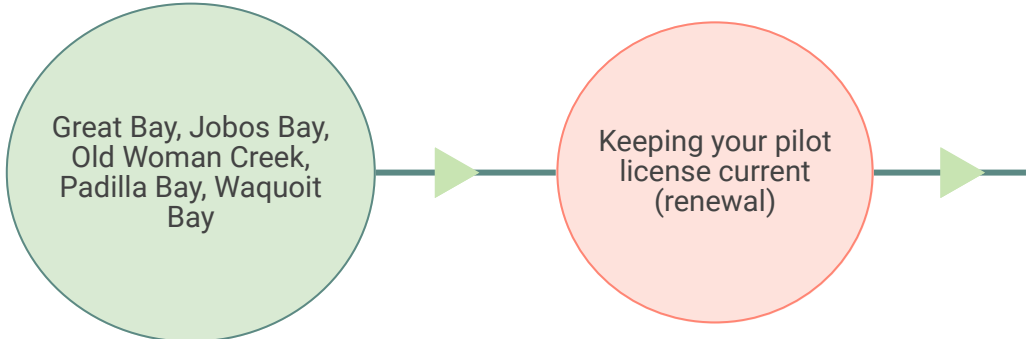 Great Bay, Jobos Bay,
Old Woman Creek,
Padilla Bay, Waquoit
Bay
Keeping your pilot
license current
(renewal)